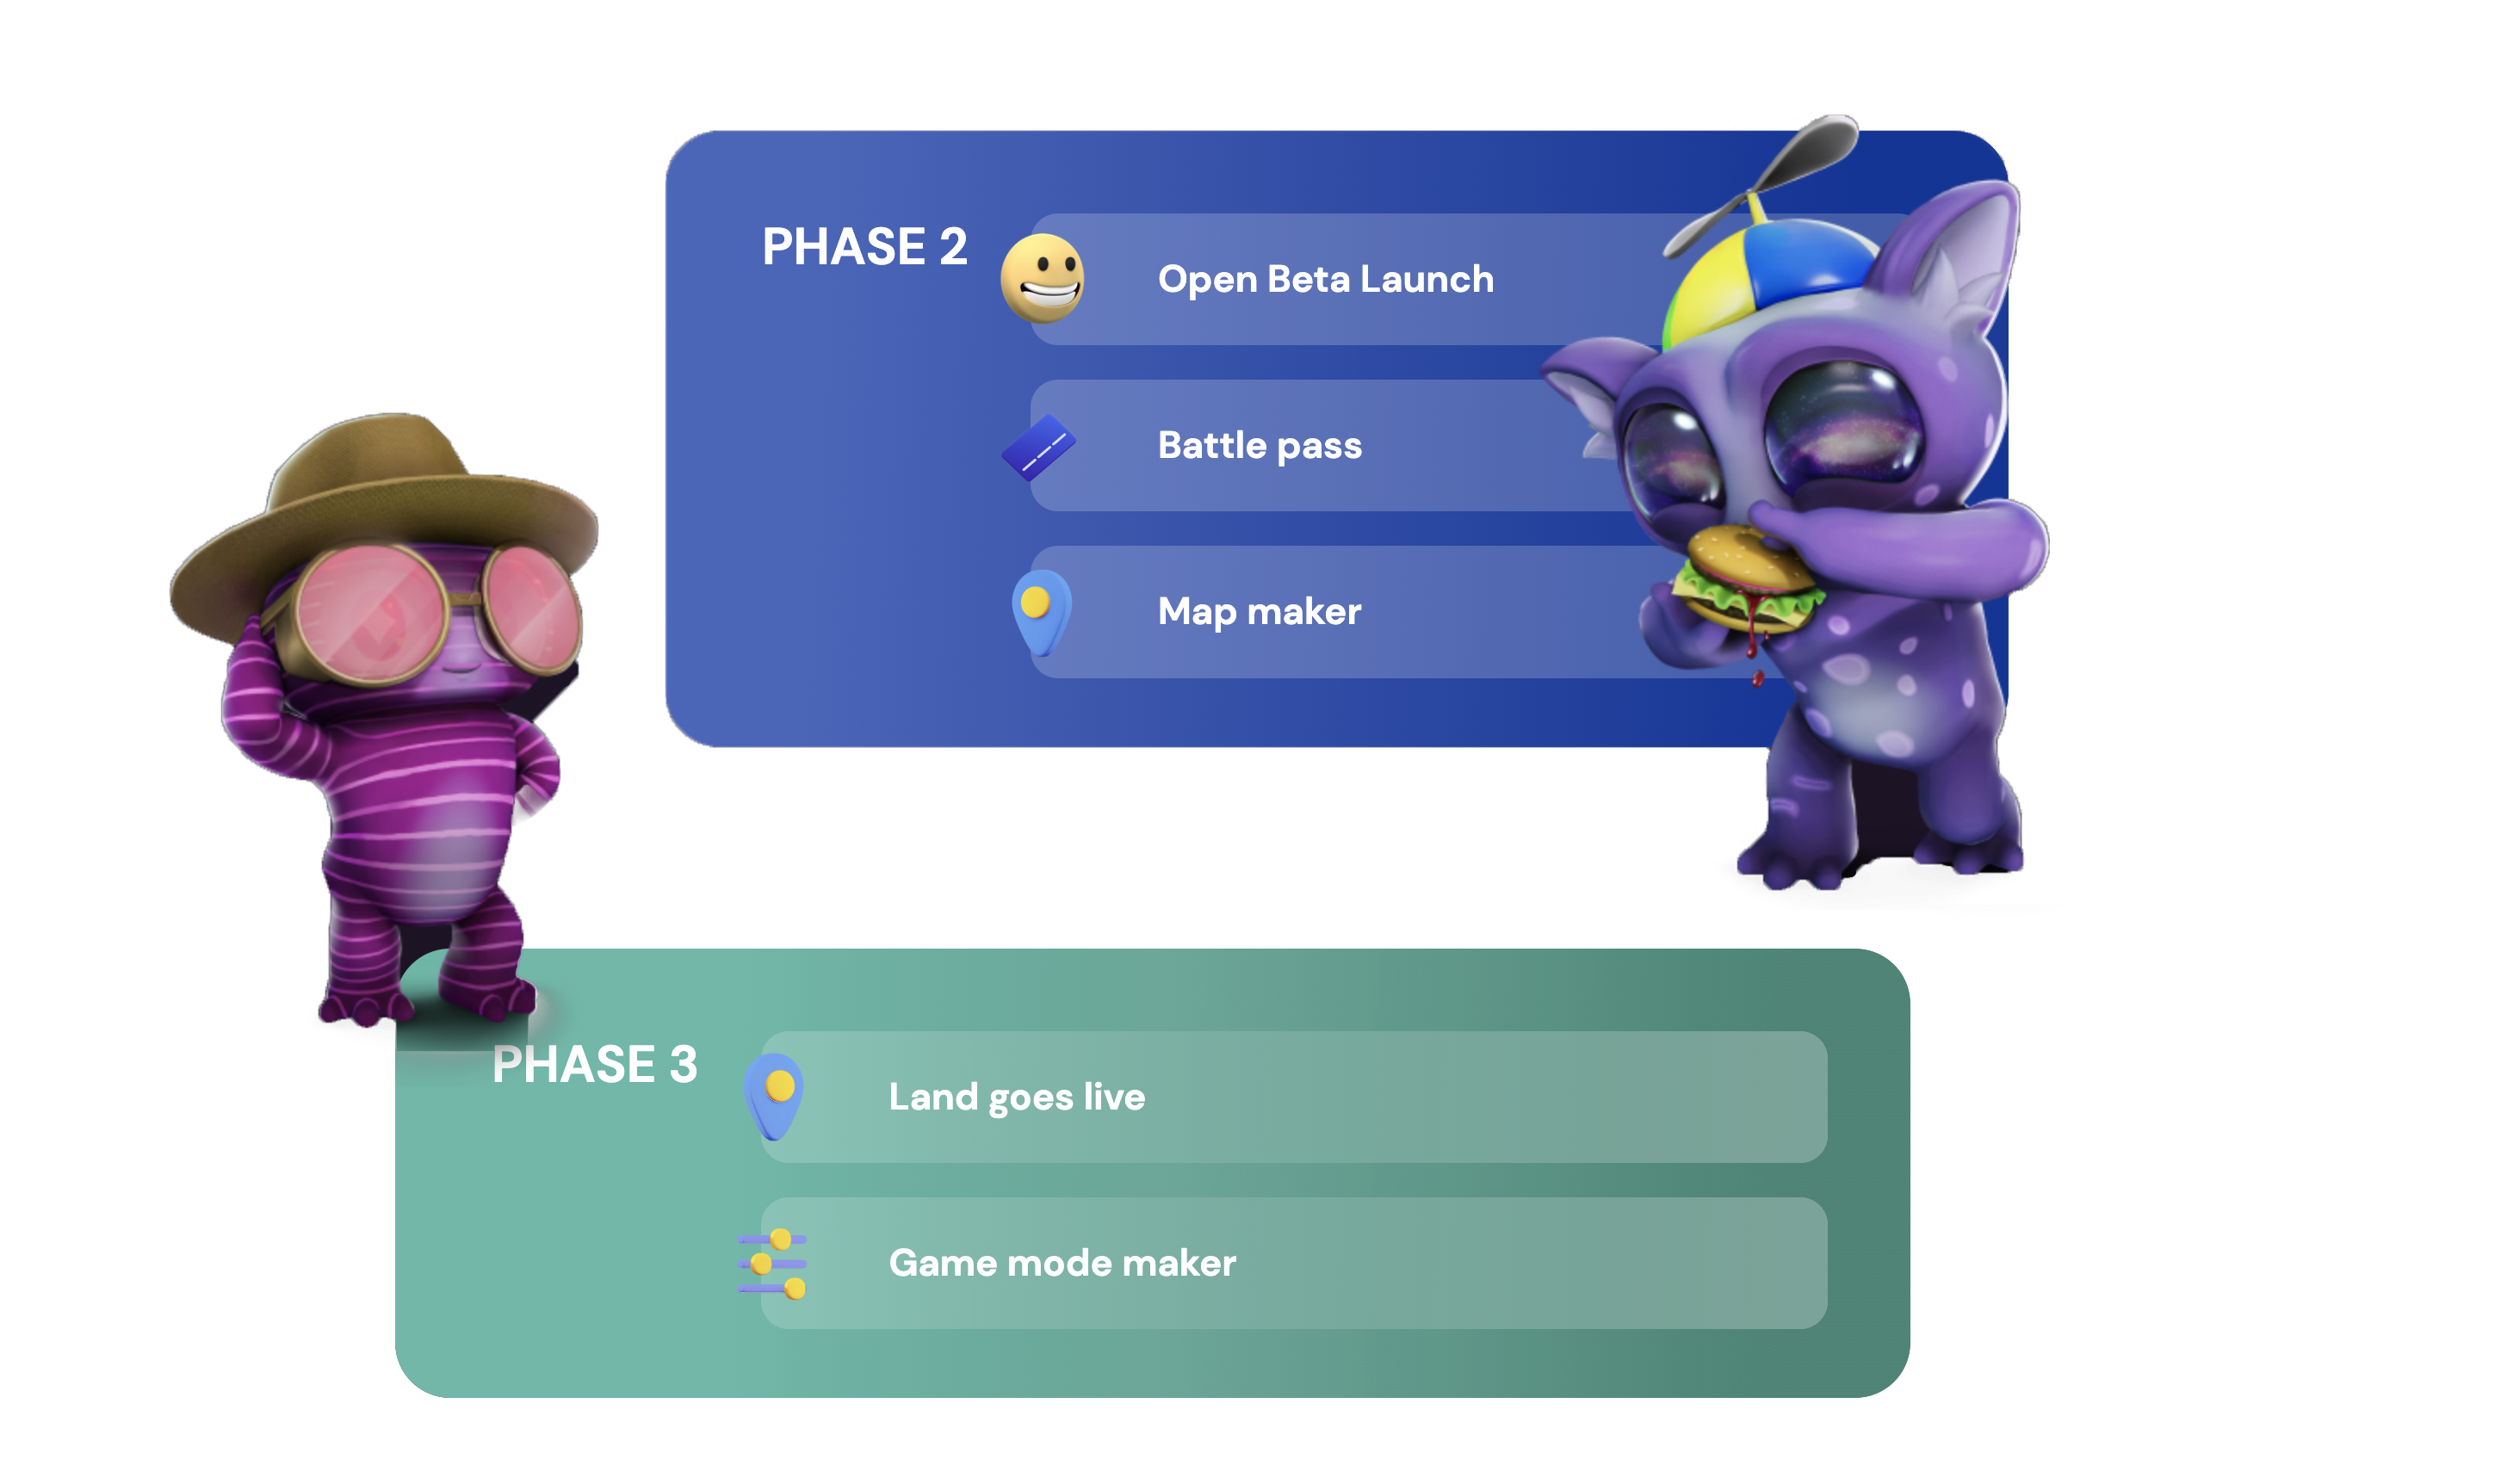 PHASE 2
Open Beta Launch
Battle pass
Map maker
PHASE 3
Land goes live
Game mode maker